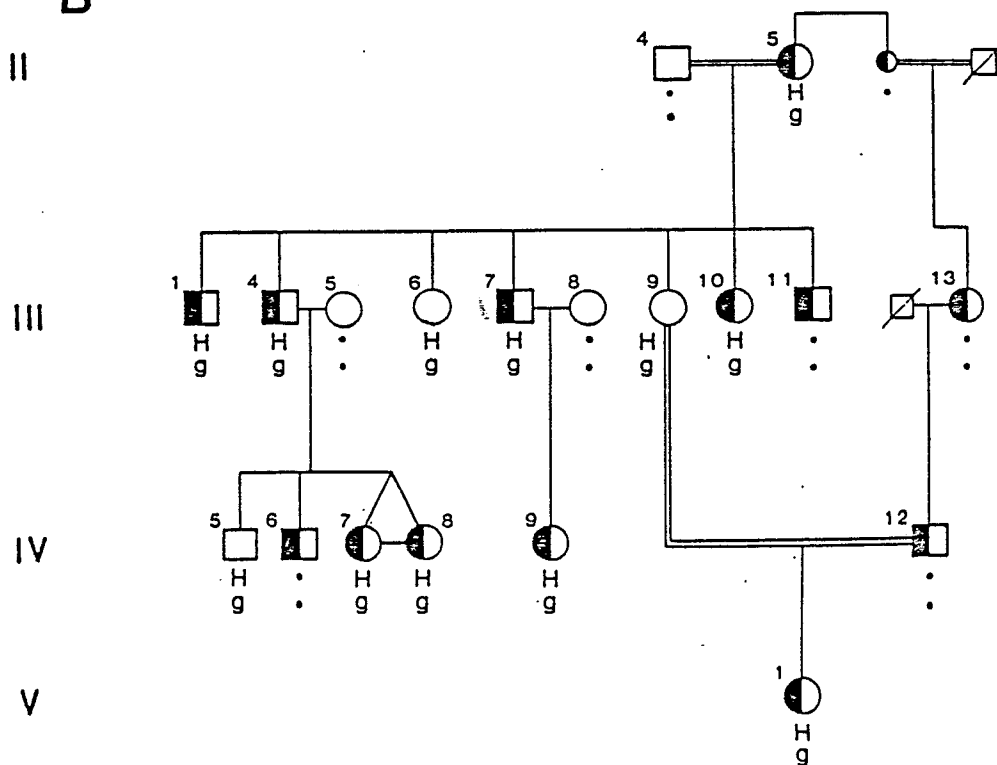 B
II
4 5
H
g
III
1 4 5 6 7 8 9 10 11 13
H H H H H H
g g g g g g
IV
5 6 7 8 9 12
H H H H
g g g g
V
1
H
g